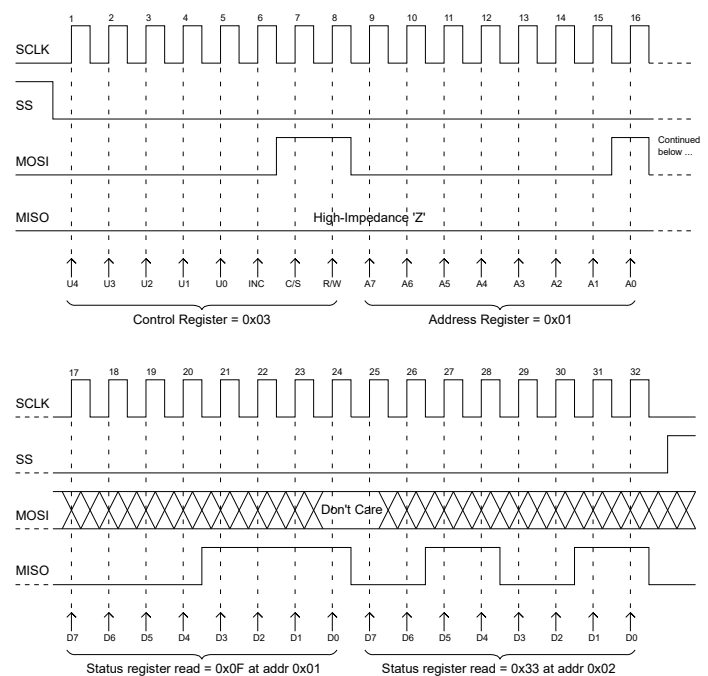 1 2 3 4 5 6 7 8 9 10 11 12 13 14 15 16
SCLK
SS
MOSI
Continued
below ...
MISO
High-Impedance 'Z'
U4 U3 U2 U1 U0 INC C/S R/W A7 A6 A5 A4 A3 A2 A1 A0
Control Register = 0x03 Address Register = 0x01
17 18 19 20 21 22 23 24 25 26 27 28 29 30 31 32
SCLK
SS
MOSI
Don't Care
MISO
D7 D6 D5 D4 D3 D2 D1 D0 D7 D6 D5 D4 D3 D2 D1 D0
Status register read = 0x0F at addr 0x01 Status register read = 0x33 at addr 0x02